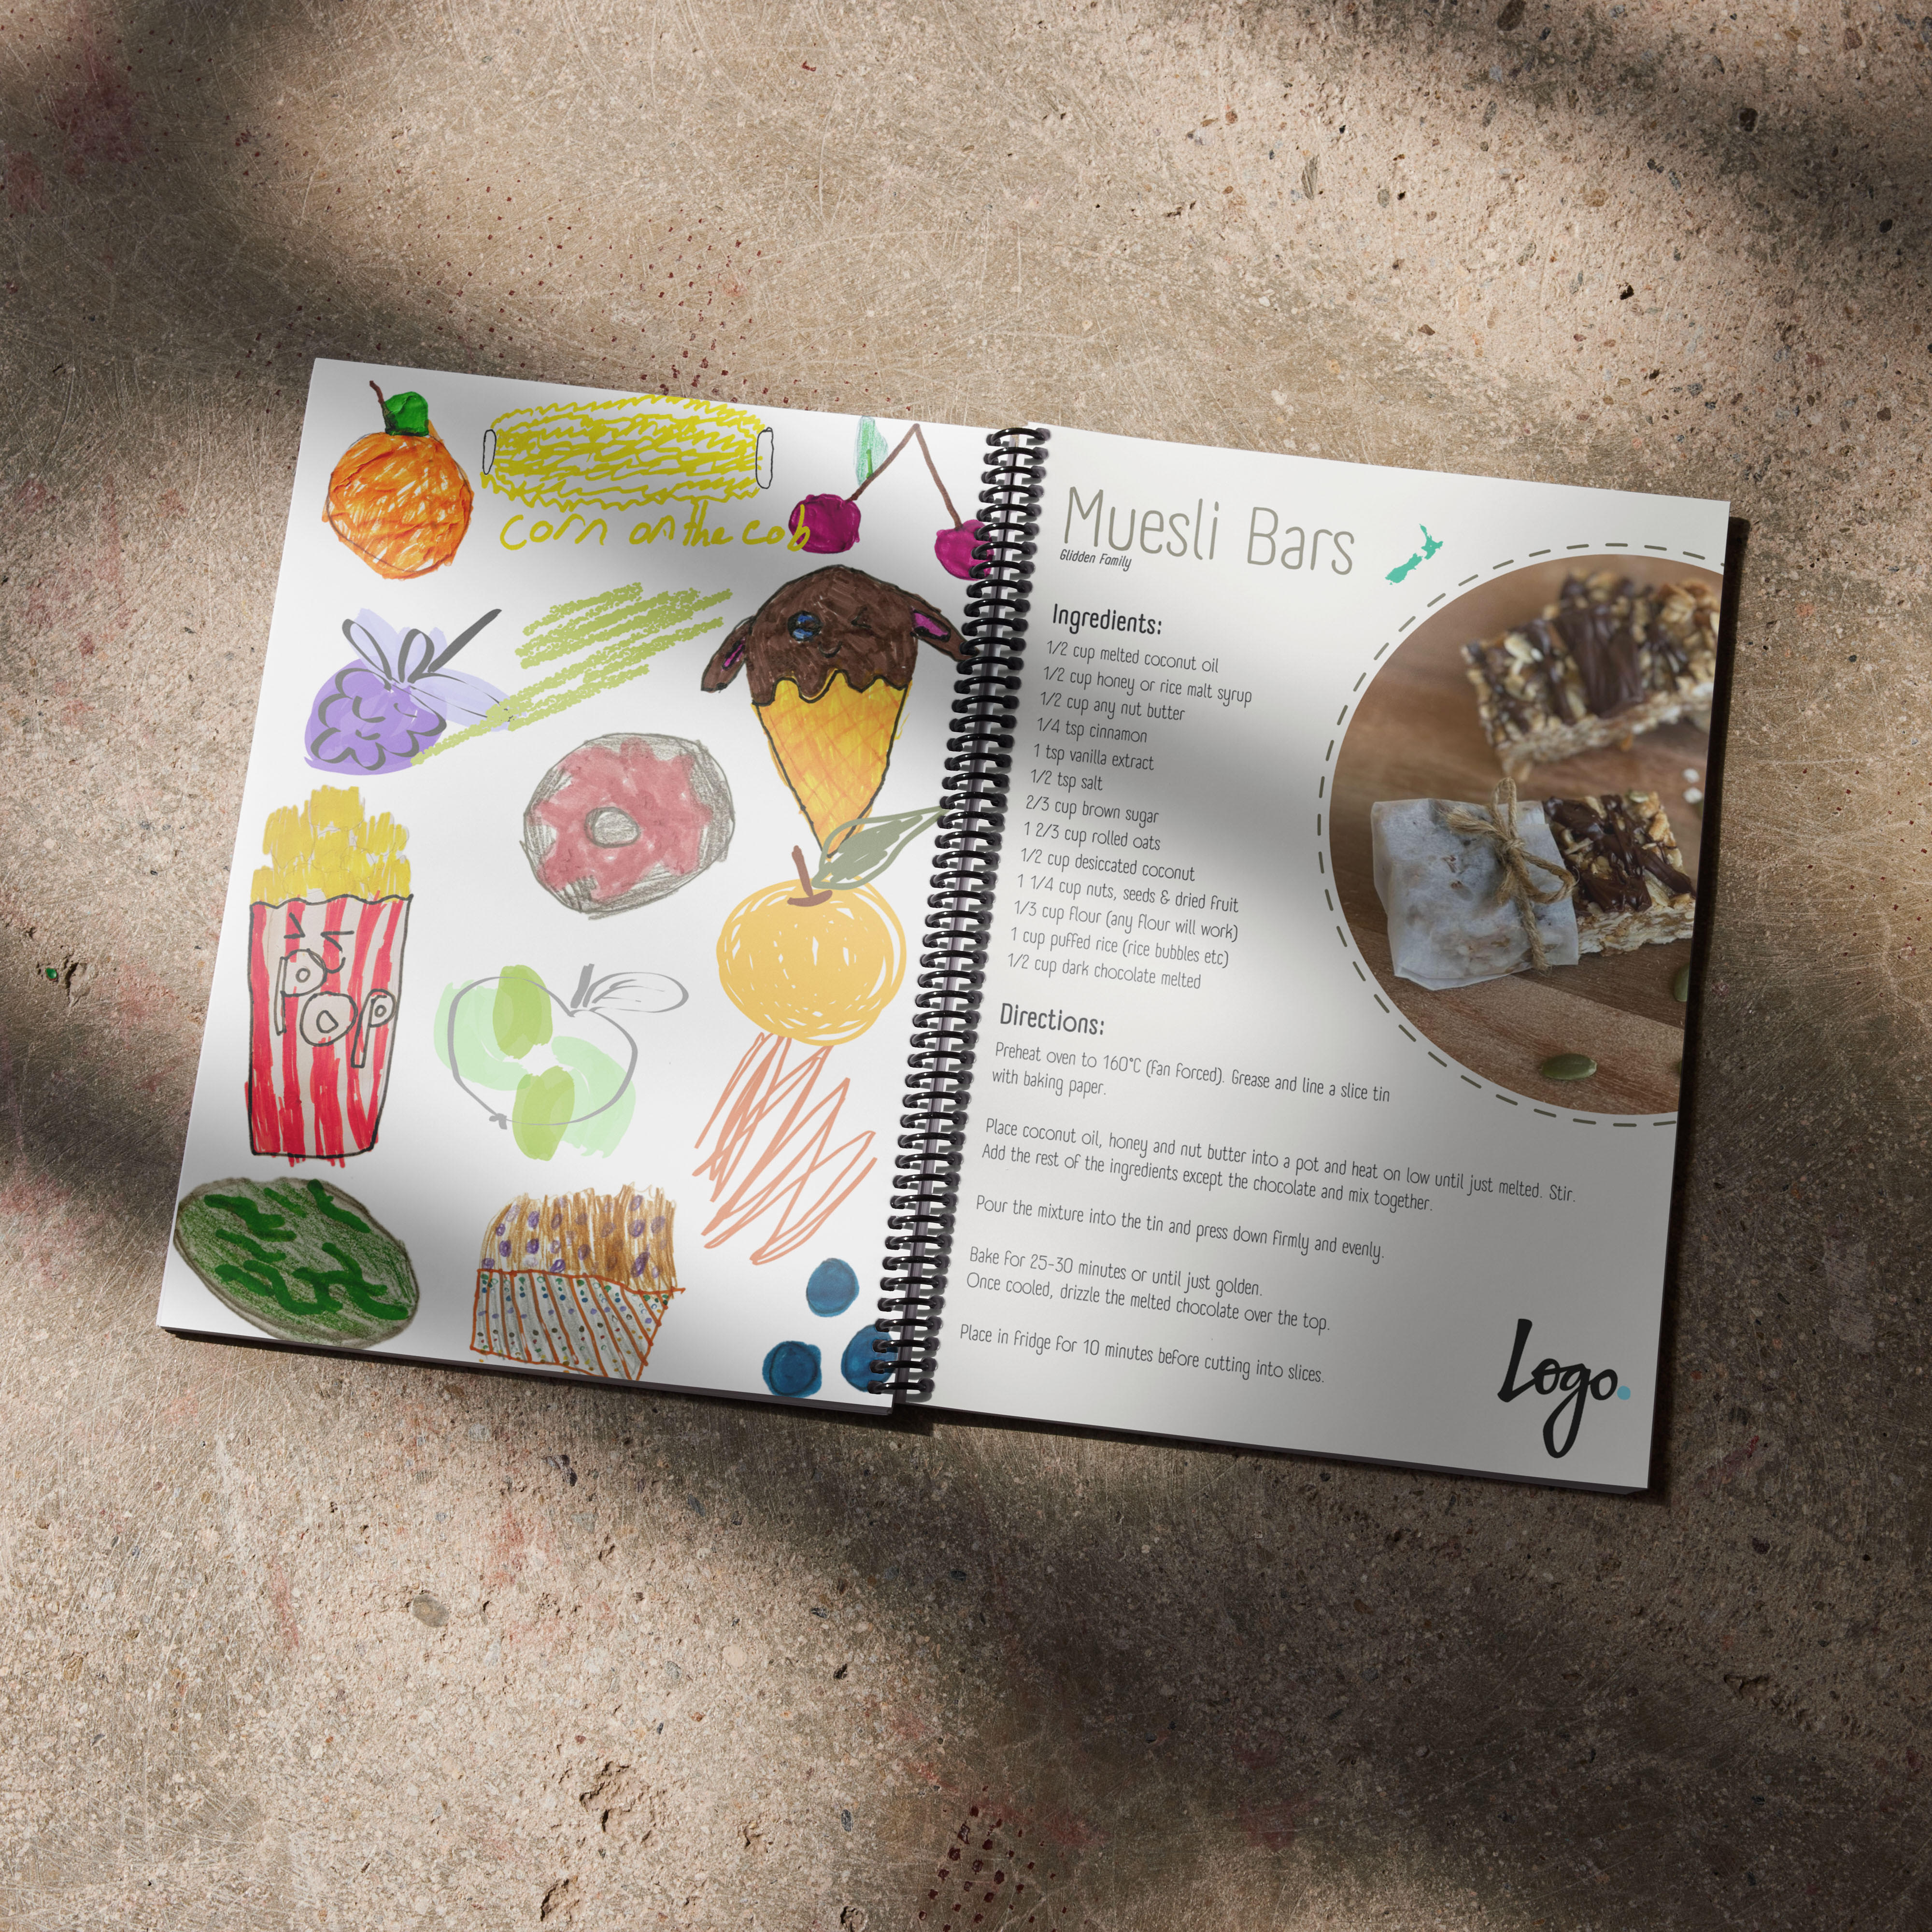 corn on the cob
POP
Muesli Bars
Glidden Family
Ingredients:
1/2 cup melted coconut oil
1/2 cup honey or rice malt syrup
1/2 cup any nut butter
1/4 tsp cinnamon
1 tsp vanilla extract
1/2 tsp salt
2/3 cup brown sugar
1 2/3 cup rolled oats
1/2 cup desiccated coconut
1 1/4 cup nuts, seeds & dried fruit
1/3 cup flour (any flour will work)
1 cup puffed rice (rice bubbles etc)
1/2 cup dark chocolate melted
Directions:
Preheat oven to 160°C (fan forced). Grease and line a slice tin
with baking paper.
Place coconut oil, honey and nut butter into a pot and heat on low until just melted. Stir.
Add the rest of the ingredients except the chocolate and mix together.
Pour the mixture into the tin and press down firmly and evenly.
Bake for 25-30 minutes or until just golden.
Once cooled, drizzle the melted chocolate over the top.
Place in fridge for 10 minutes before cutting into slices.
Logo.